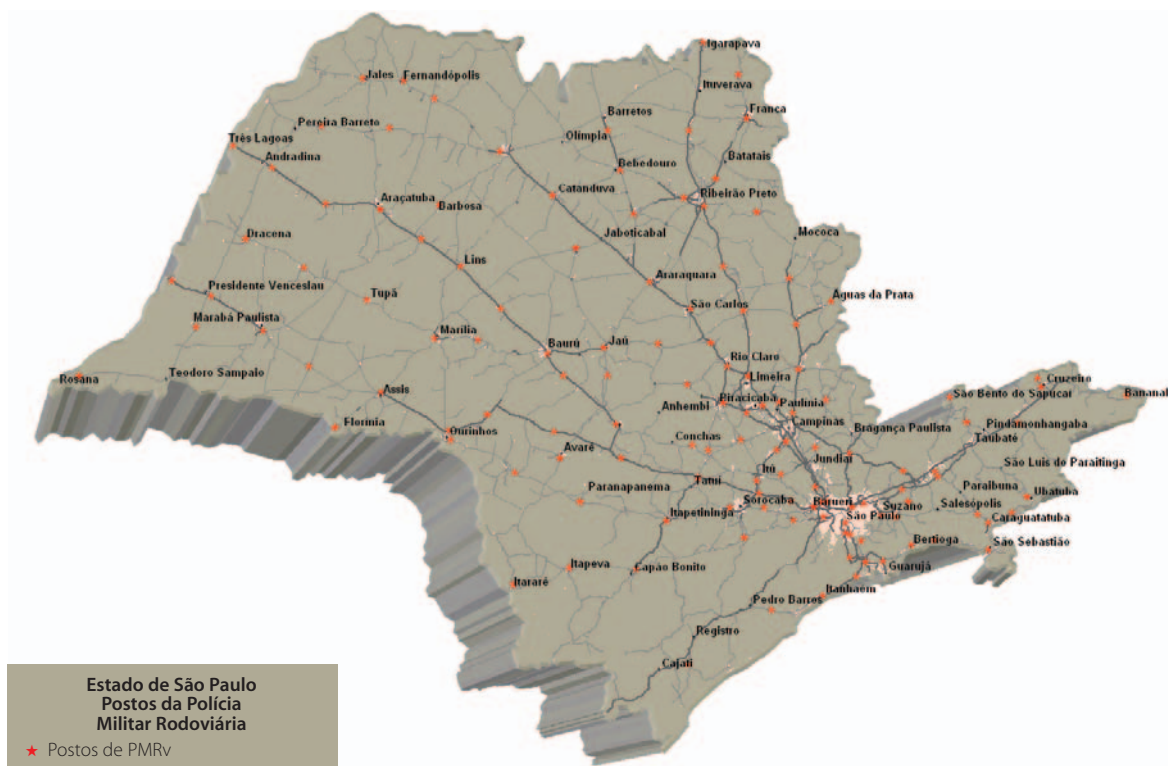 Igarapava
Jales
Fernandópolis
Ituverava
Barretos
Franca
Pereira Barreto
Olímpia
Três Lagoas
Andradina
Bebedouro
Batatais
Catanduva
Ribeirão Preto
Araçatuba
Barbosa
Dracena
Jaboticabal
Mococa
Lins
Araraquara
Presidente Venceslau
Tupã
São Carlos
Águas da Prata
Marabá Paulista
Marília
Baurú
Jaú
Rio Claro
Rosana
Teodoro Sampaio
Limeira
Cruzeiro
Assis
Piracicaba
Paulínia
São Bento do Sapucar
Bananal
Anhembi
Florínia
Ourinhos
Campinas
Bragança Paulista
Pindamonhangaba
Conchas
Taubaté
Avaré
Jundiaí
Itú
São Luis do Paraitinga
Tatuí
Paranapanema
Sorocaba
Barueri
Suzano
Paraibuna
Ubatuba
Salesópolis
Itapetininga
São Paulo
Caraguatatuba
Bertioga
São Sebastião
Itapeva
Capão Bonito
Guarujá
Itararé
Itanhaém
Pedro Barros
Registro
Cajati
Estado de São Paulo
Postos da Polícia
Militar Rodoviária
Postos de PMRv